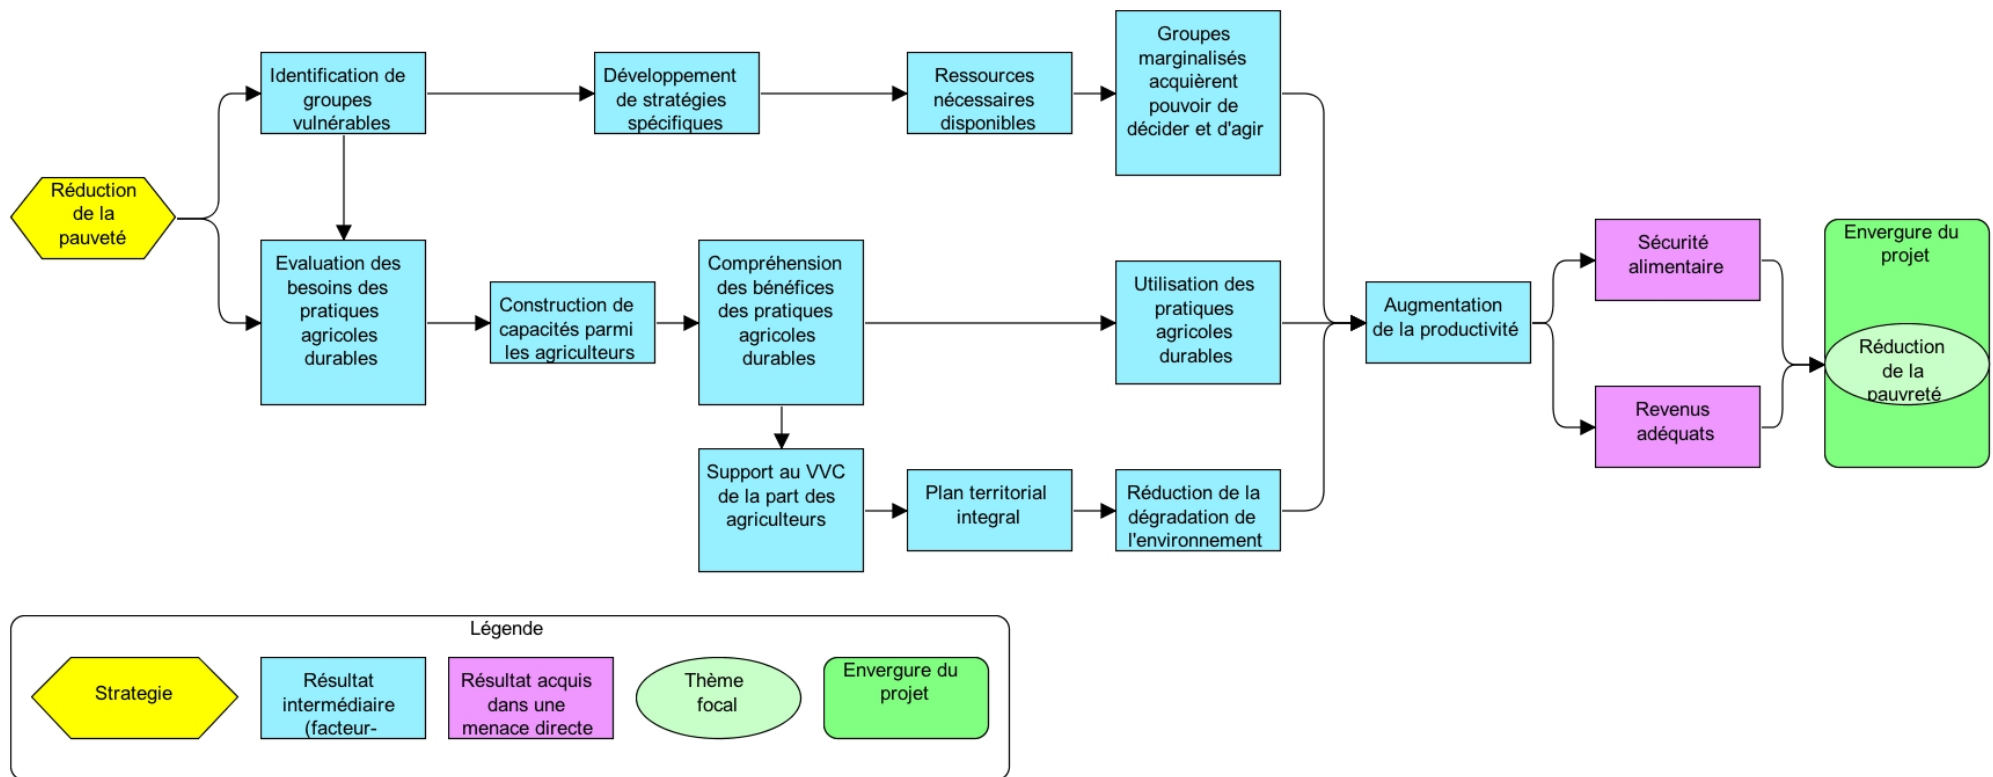 Réduction
de la
pauveté
Identification de
groupes
vulnérables
Développement
de stratégies
spécifiques
Ressources
nécessaires
disponibles
Groupes
marginalisés
acquièrent
pouvoir de
décider et d'agir
Evaluation des
besoins des
pratiques
agricoles
durables
Construction de
capacités parmi
les agriculteurs
Compréhension
des bénéfices
des pratiques
agricoles
durables
Utilisation des
pratiques
agricoles
durables
Support au VVC
de la part des
agriculteurs
Plan territorial
integral
Réduction de la
dégradation de
l'environnement
Augmentation
de la productivité
Sécurité
alimentaire
Revenus
adéquats
Envergure du
projet
Réduction
de la
pauvreté
Légende
Strategie
Résultat
intermédiaire
(facteur-
Résultat acquis
dans une
menace directe
Thème
focal
Envergure du
projet